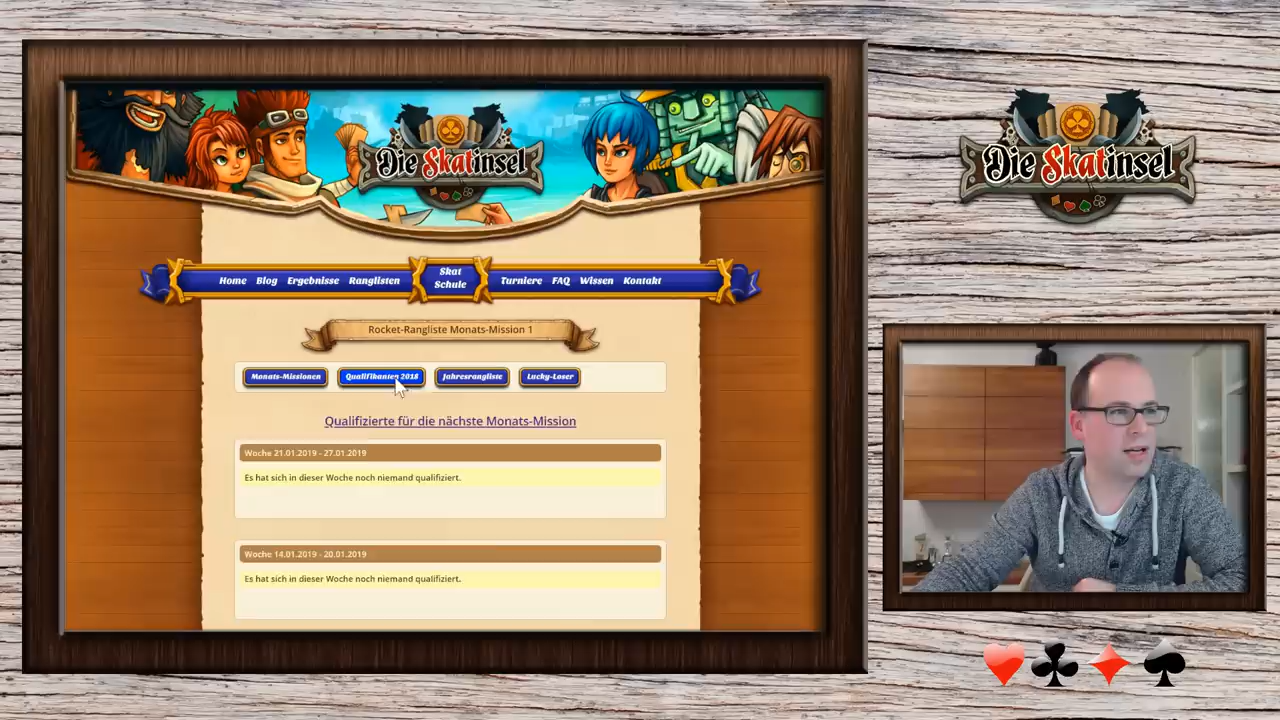 Die Skatinsel
Die Skatinsel
Home Blog Ergebnisse Ranglisten Skat Schule Turniere FAQ Wissen Kontakt
Rocket-Rangliste Monats-Mission 1
Monats-Missionen Qualifikanten 2018 Jahresrangliste Lucky-Loser
Qualifizierte für die nächste Monats-Mission
Woche 21.01.2019 - 27.01.2019
Es hat sich in dieser Woche noch niemand qualifiziert.
Woche 14.01.2019 - 20.01.2019
Es hat sich in dieser Woche noch niemand qualifiziert.